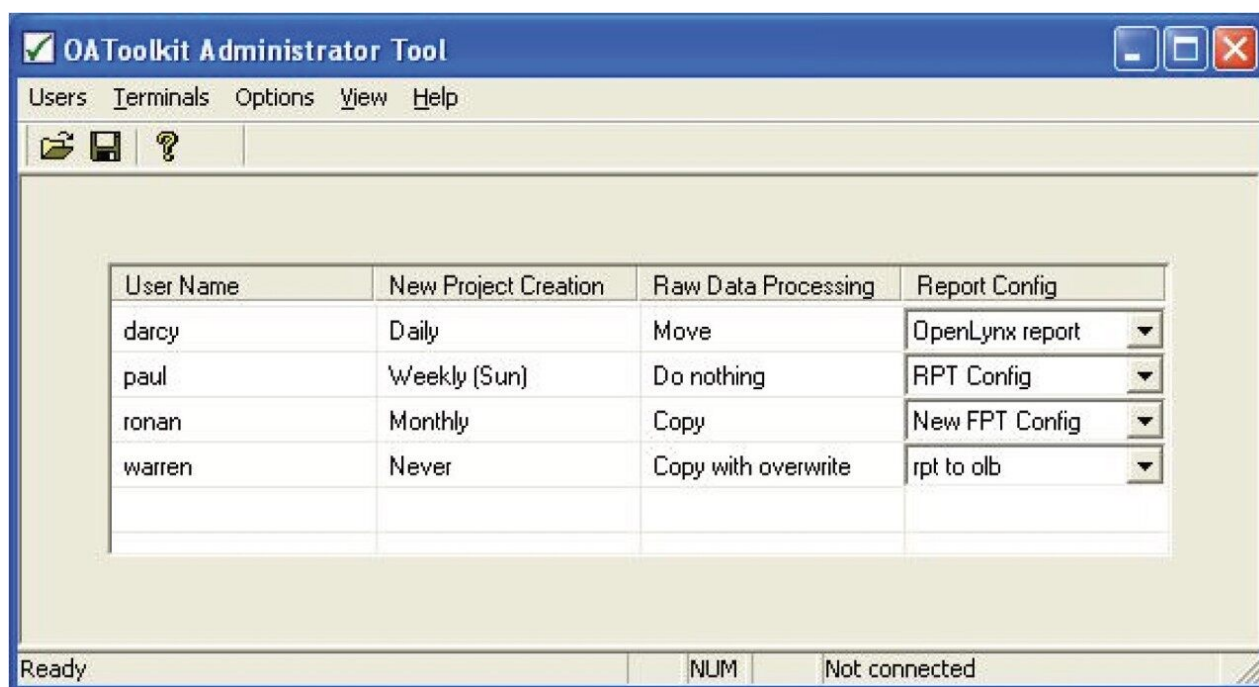 OAToolkit Administrator Tool
Users Terminals Options View Help
User Name New Project Creation Raw Data Processing Report Config
darcy Daily Move OpenLynx report
paul Weekly (Sun) Do nothing RPT Config
ronan Monthly Copy New FPT Config
warren Never Copy with overwrite rpt to olb
Ready NUM Not connected